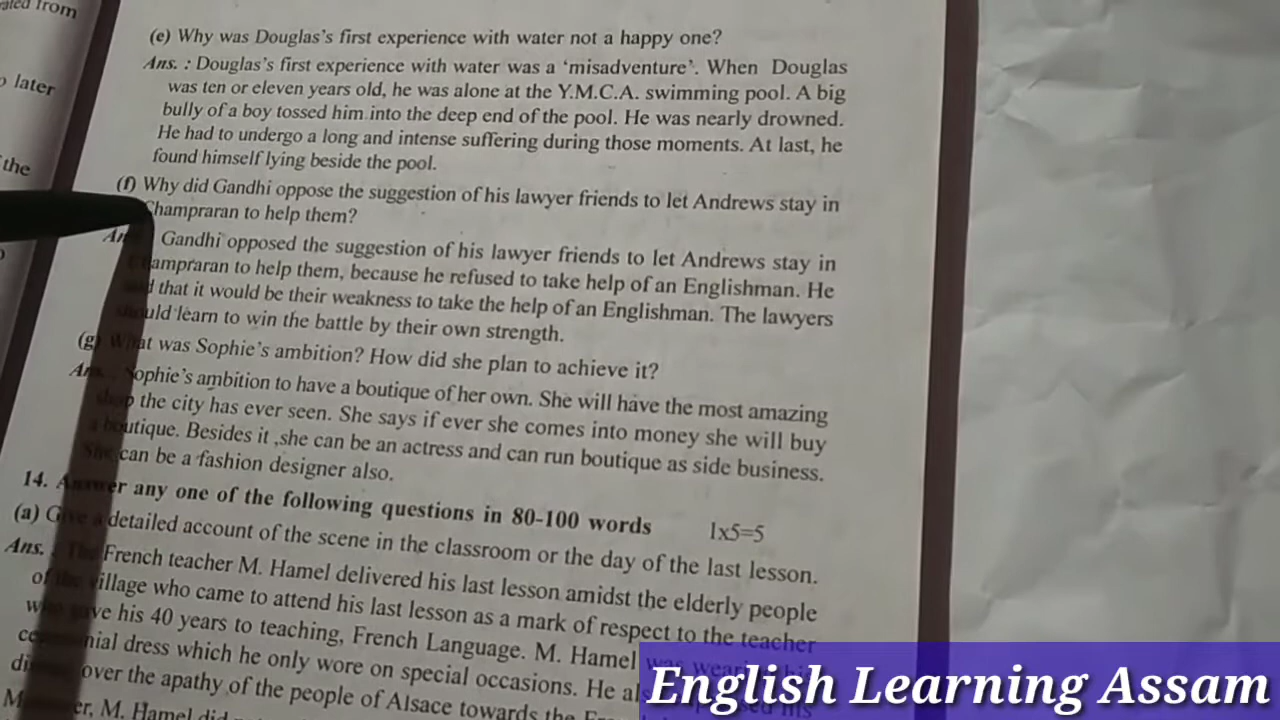 ated from
later
the
(e) Why was Douglas's first experience with water not a happy one?
Ans. : Douglas's first experience with water was a 'misadventure'. When Douglas
was ten or eleven years old, he was alone at the Y.M.C.A. swimming pool. A big
bully of a boy tossed him into the deep end of the pool. He was nearly drowned.
He had to undergo a long and intense suffering during those moments. At last, he
found himself lying beside the pool.
(f) Why did Gandhi oppose the suggestion of his lawyer friends to let Andrews stay in
Champraran to help them?
Gandhi opposed the suggestion of his lawyer friends to let Andrews stay in
ampraran to help them, because he refused to take help of an Englishman. He
that it would be their weakness to take the help of an Englishman. The lawyers
should learn to win the battle by their own strength.
(g) What was Sophie's ambition? How did she plan to achieve it?
Sophie's ambition to have a boutique of her own. She will have the most amazing
shop the city has ever seen. She says if ever she comes into money she will buy
a boutique. Besides it ,she can be an actress and can run boutique as side business.
She can be a fashion designer also.
14. Answer any one of the following questions in 80-100 words 1x5=5
(a) Give a detailed account of the scene in the classroom or the day of the last lesson.
Ans. : The French teacher M. Hamel delivered his last lesson amidst the elderly people
of the village who came to attend his last lesson as a mark of respect to the teacher
who gave his 40 years to teaching, French Language. M. Hamel was wearing his
ceremonial dress which he only wore on special occasions. He also
over the apathy of the people of Alsace towards the
M. Hamel did
English Learning Assam